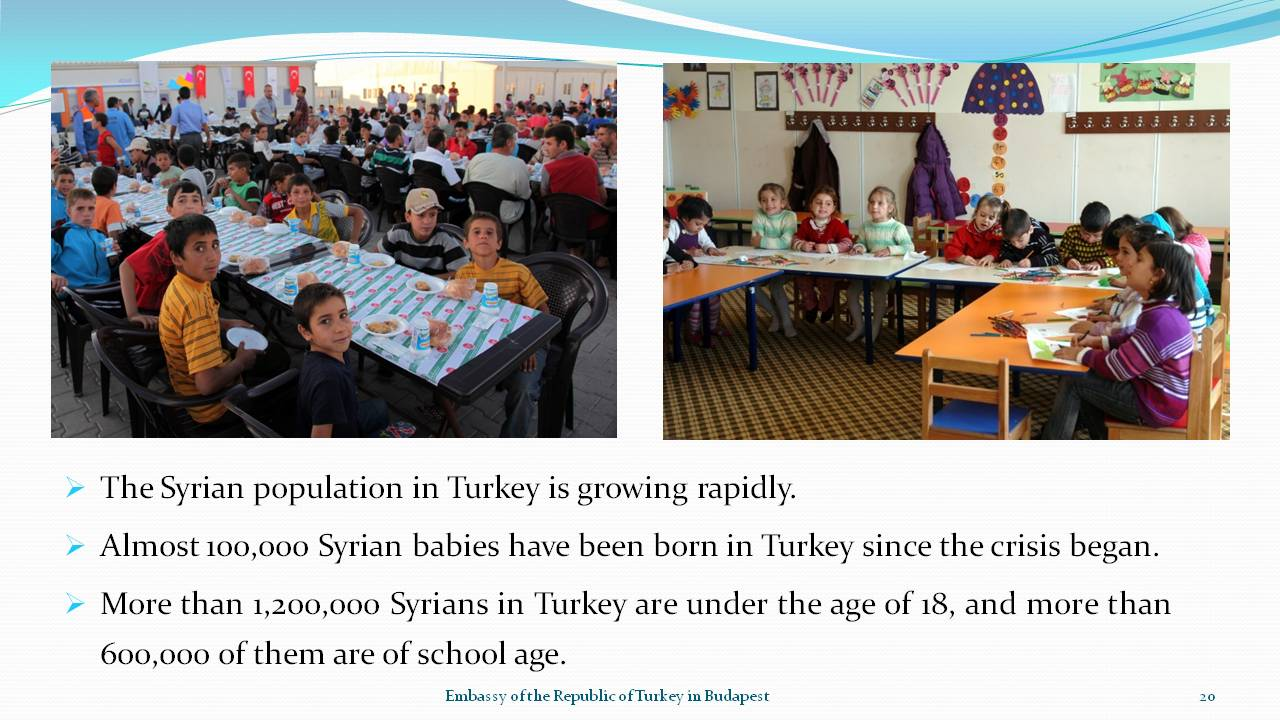 The Syrian population in Turkey is growing rapidly.
Almost 100,000 Syrian babies have been born in Turkey since the crisis began.
More than 1,200,000 Syrians in Turkey are under the age of 18, and more than
600,000 of them are of school age.
Embassy of the Republic of Turkey in Budapest
20